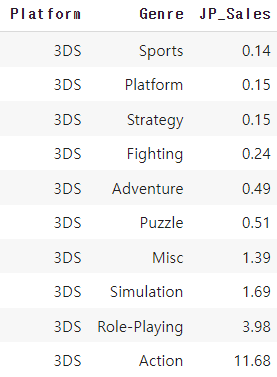 Platform Genre JP_Sales
3DS Sports 0.14
3DS Platform 0.15
3DS Strategy 0.15
3DS Fighting 0.24
3DS Adventure 0.49
3DS Puzzle 0.51
3DS Misc 1.39
3DS Simulation 1.69
3DS Role-Playing 3.98
3DS Action 11.68